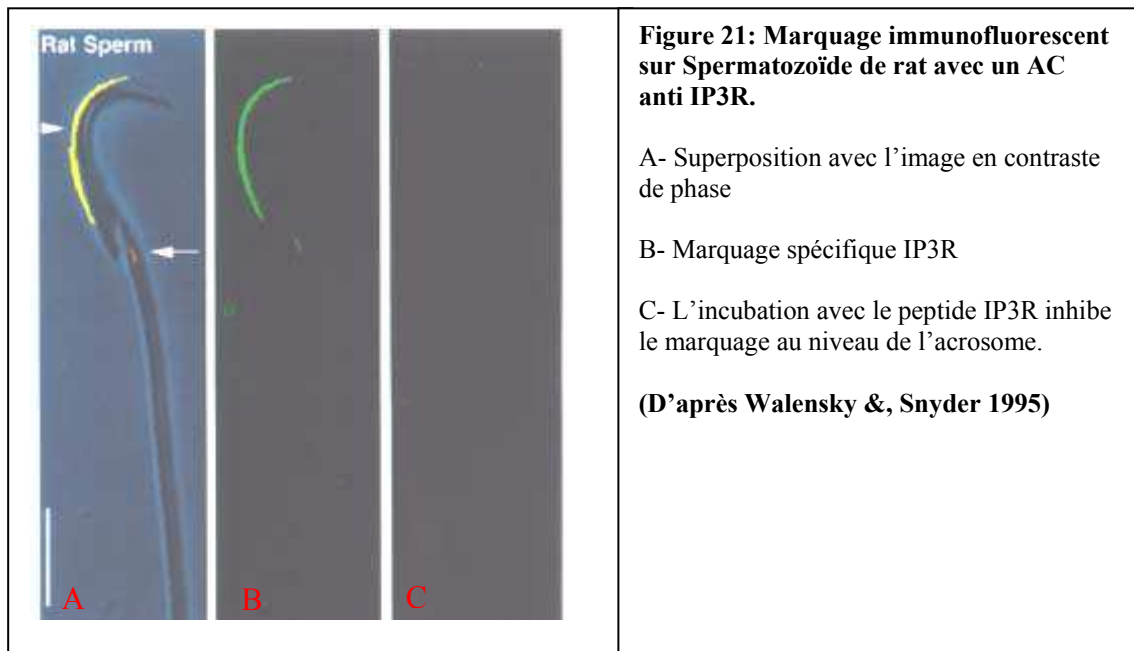 Rat Sperm
A
B
C
Figure 21: Marquage immunofluorescent
sur Spermatozoïde de rat avec un AC
anti IP3R.
A- Superposition avec l'image en contraste
de phase
B- Marquage spécifique IP3R
C- L'incubation avec le peptide IP3R inhibe
le marquage au niveau de l'acrosome.
(D'après Walensky &, Snyder 1995)